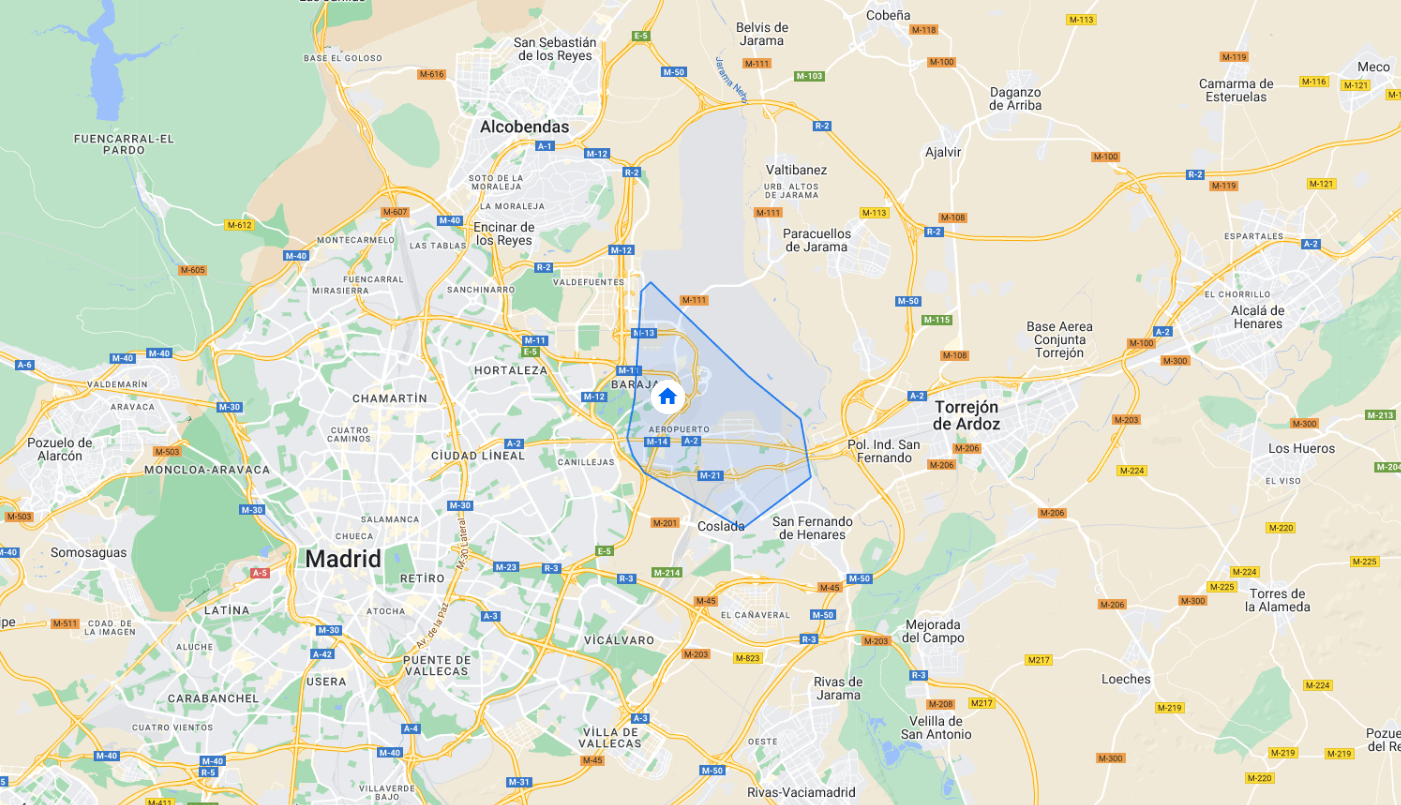 Cobeña
M-113
Belvis de
Jarama
M-118
E-5
San Sebastián
de los Reyes
BASE EL GOLOSO
M-119
M-100
M-111
M-50
M-616
M-103
Meco
M-116
M-121
Camarma de
Esteruelas
Daganzo
de Arriba
Alcobendas
R-2
FUENCARRAL-EL
PARDO
A-1
M-12
Ajalvir
M-100
R-2
Valtibanez
R-2
M-119
M-121
SOTO DE LA
MORALEJA
URB. ALTOS
DE JARAMA
LA MORALEJA
M-607
M-40
M-111
M-113
M-108
M-612
Encinar de
los Reyes
R-2
Paracuellos
de Jarama
ESPARTALES
A-2
MONTECARMELO
LAS TABLAS
M-40
M-12
R-2
M-605
FUENCARRAL
MIRASIERRA
SANCHINARRO
VALDEFUENTES
M-111
M-50
EL CHORRILLO
Alcalá de
Henares
M-115
M-13
A-2
Base Aerea
Conjunta
Torrejón
M-11
E-5
M-100
M-40
M-40
M-108
M-300
A-6
HORTALEZA
M-11
VALDEMARÍN
BARAJA
M-12
A-2
CHAMARTÍN
ARAVACA
M-30
Torrejón
de Ardoz
M-213
M-203
M-300
CUATRO
CAMINOS
AEROPUERTO
Pozuelo de
Alarcón
M-503
A-2
M-14
A-2
Pol. Ind. San
Fernando
M-206
Los Hueros
CIUDAD LINEAL
CANILLEJAS
M-206
MONCLOA-ARAVACA
M-224
M-204
M-21
EL VISO
M-30
M-30
M-503
SALAMANCA
M-201
Coslada
San Fernando
de Henares
M-206
M-220
CHUECA
M-30 Lateral
Somosaguas
Madrid
E-5
M-23
R-3
A-5
M-214
R-3
M-50
M-224
M-225
M-225
RETIRO
M-45
LATINA
ATOCHA
M-45
M-206
M-300
Torres de
la Alameda
A-3
EL CAÑAVERAL
M-50
M-511
CDAD. DE
LA IMAGEN
M-30
Av. de la Paz
Mejorada
del Campo
VICÁLVARO
R-3
M-203
ALUCHE
A-42
M-203
M-823
M217
PUENTE DE
VALLECAS
R-3
Loeches
USERA
Rivas de
Jarama
M-224
CARABANCHEL
M-208
M217
M-219
A-3
CUATRO VIENTOS
A-4
Velilla de
San Antonio
VILLA DE
VALLECAS
OESTE
M-40
M-40
M-40
M-45
M-300
M-219
M-219
R-5
M-50
M-220
M-31
VILLAVERDE
BAJO
Rivas-Vaciamadrid
M-411